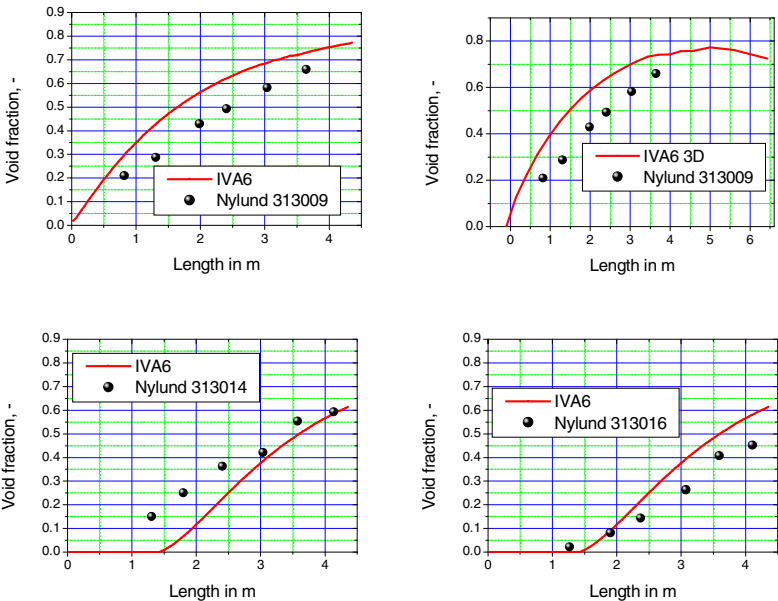 0.9
0.8
0.7
0.6
0.5
0.4
0.3
0.2
0.1
0.0
Void fraction, -
IVA6
Nylund 313009
0 1 2 3 4
Length in m
0.8
0.6
0.4
0.2
0.0
Void fraction, -
IVA6 3D
Nylund 313009
0 1 2 3 4 5 6
Length in m
0.9
0.8
0.7
0.6
0.5
0.4
0.3
0.2
0.1
0.0
Void fraction, -
IVA6
Nylund 313014
0 1 2 3 4
Length in m
0.9
0.8
0.7
0.6
0.5
0.4
0.3
0.2
0.1
0.0
Void fraction, -
IVA6
Nylund 313016
0 1 2 3 4
Length in m